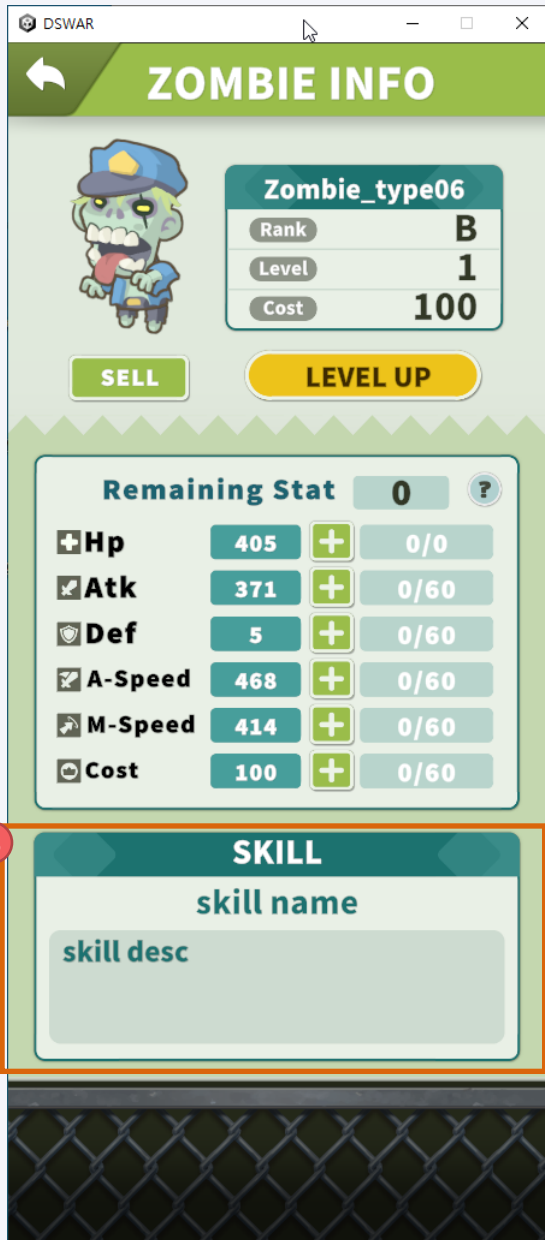 DSWAR
ZOMBIE INFO
Zombie_type06
Rank B
Level 1
Cost 100
SELL
LEVEL UP
Remaining Stat 0 ?
Hp 405 + 0/0
Atk 371 + 0/60
Def 5 + 0/60
A-Speed 468 + 0/60
M-Speed 414 + 0/60
Cost 100 + 0/60
SKILL
skill name
skill desc